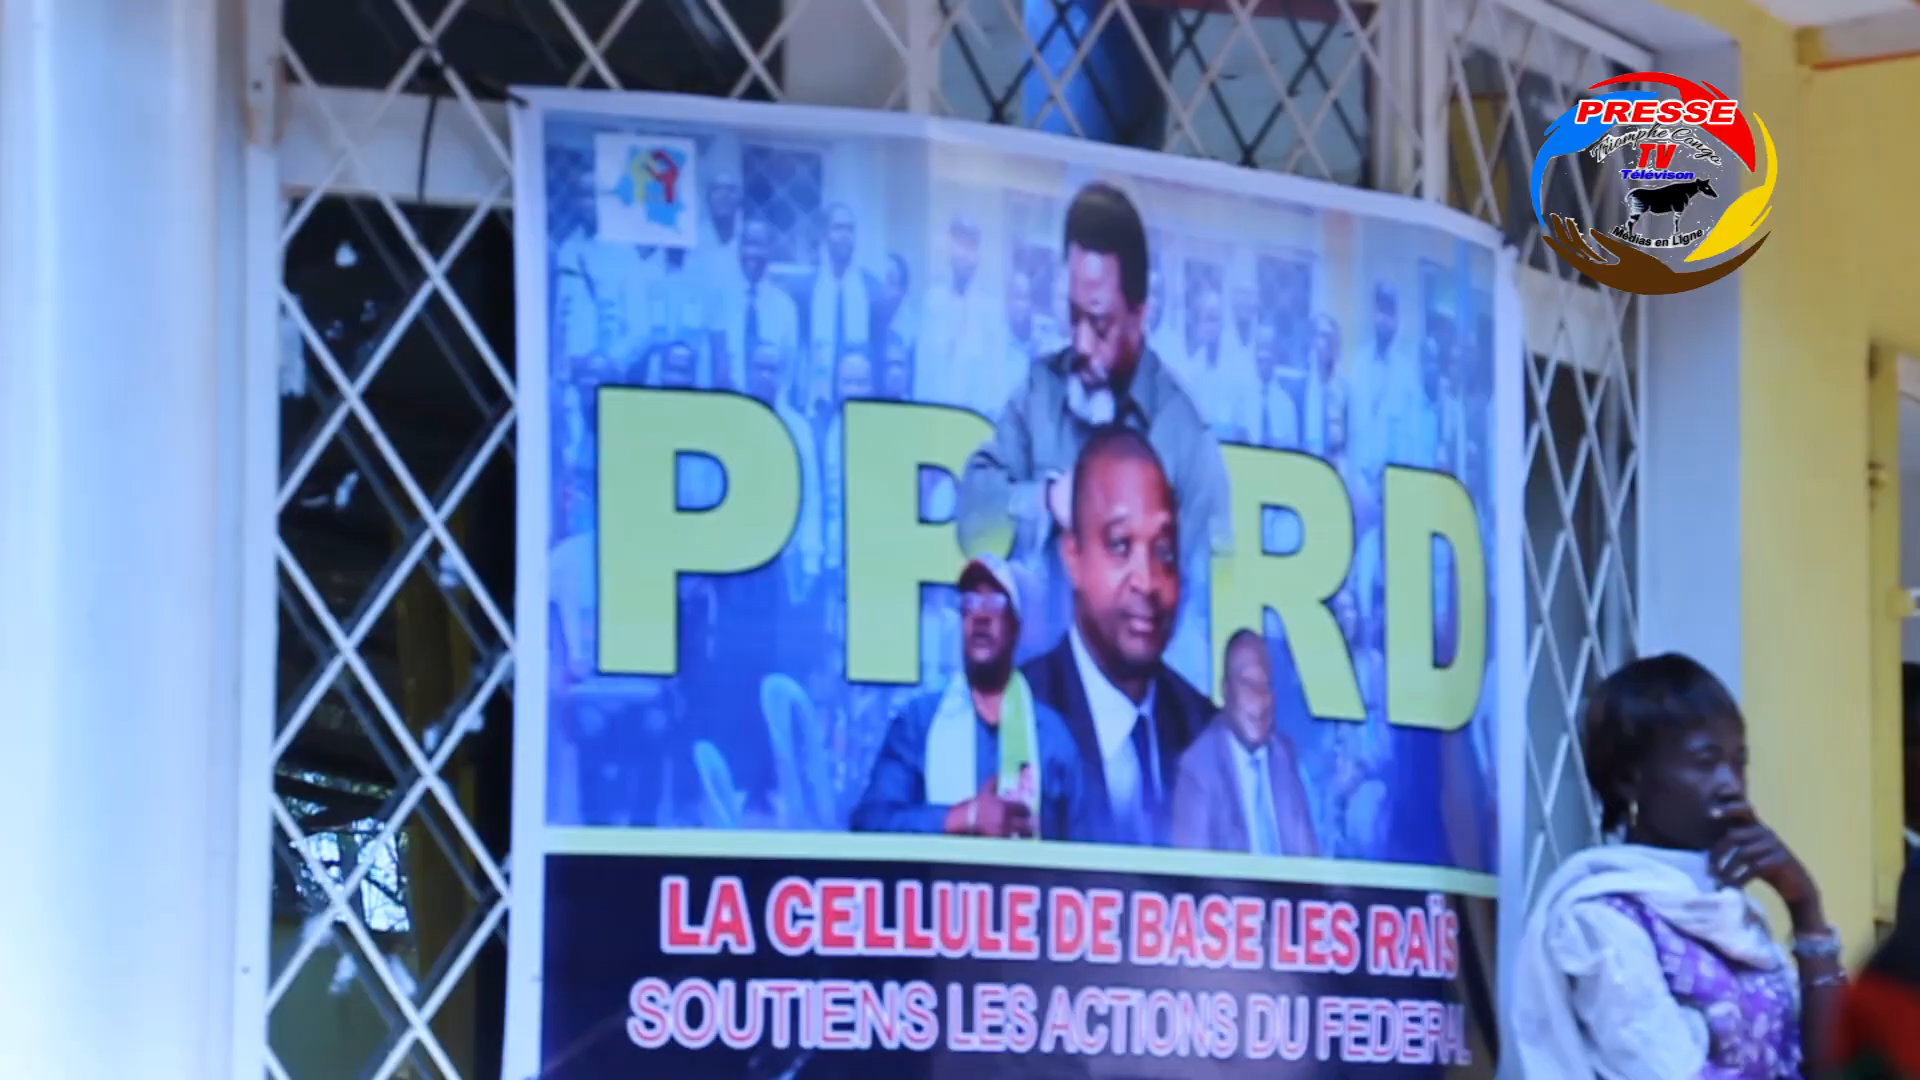 PRESSE
Triomphe Congo
TV
Télévison
Médias en Ligne
PPRD
LA CELLULE DE BASE LES RAÏS
SOUTIENS LES ACTIONS DU FEDERAL